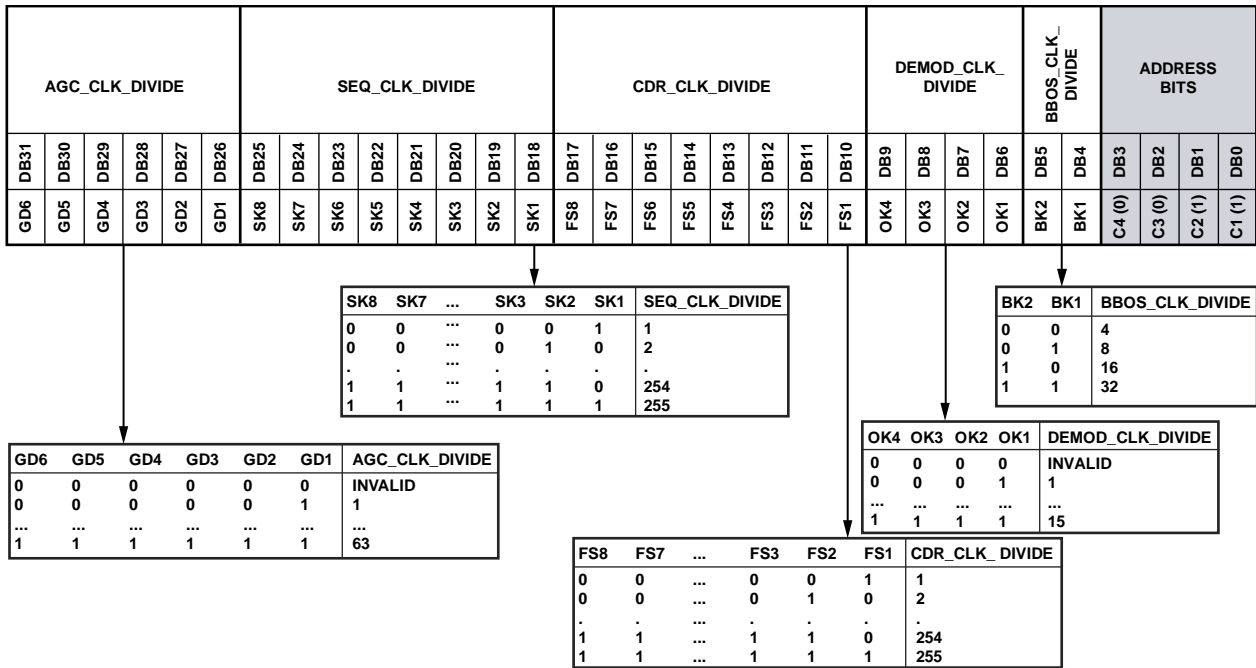 AGC_CLK_DIVIDE
SEQ_CLK_DIVIDE
CDR_CLK_DIVIDE
DEMOD_CLK_
DIVIDE
BBOS_CLK_
DIVIDE
ADDRESS
BITS
DB31 DB30 DB29 DB28 DB27 DB26 DB25 DB24 DB23 DB22 DB21 DB20 DB19 DB18 DB17 DB16 DB15 DB14 DB13 DB12 DB11 DB10 DB9 DB8 DB7 DB6 DB5 DB4 DB3 DB2 DB1 DB0
GD6 GD5 GD4 GD3 GD2 GD1 SK8 SK7 SK6 SK5 SK4 SK3 SK2 SK1 FS8 FS7 FS6 FS5 FS4 FS3 FS2 FS1 OK4 OK3 OK2 OK1 BK2 BK1 C4 (0) C3 (0) C2 (1) C1 (1)
SK8 SK7 ... SK3 SK2 SK1 SEQ_CLK_DIVIDE
0 0 ... 0 0 1 1
0 0 ... 0 1 0 2
. . ... . . . .
1 1 ... 1 1 0 254
1 1 ... 1 1 1 255
BK2 BK1 BBOS_CLK_DIVIDE
0 0 4
0 1 8
1 0 16
1 1 32
GD6 GD5 GD4 GD3 GD2 GD1 AGC_CLK_DIVIDE
0 0 0 0 0 0 INVALID
0 0 0 0 0 1 1
... ... ... ... ... ... ...
1 1 1 1 1 1 63
OK4 OK3 OK2 OK1 DEMOD_CLK_DIVIDE
0 0 0 0 INVALID
0 0 0 1 1
... ... ... ... ...
1 1 1 1 15
FS8 FS7 ... FS3 FS2 FS1 CDR_CLK_ DIVIDE
0 0 ... 0 0 1 1
0 0 ... 0 1 0 2
. . ... . . . .
1 1 ... 1 1 0 254
1 1 ... 1 1 1 255